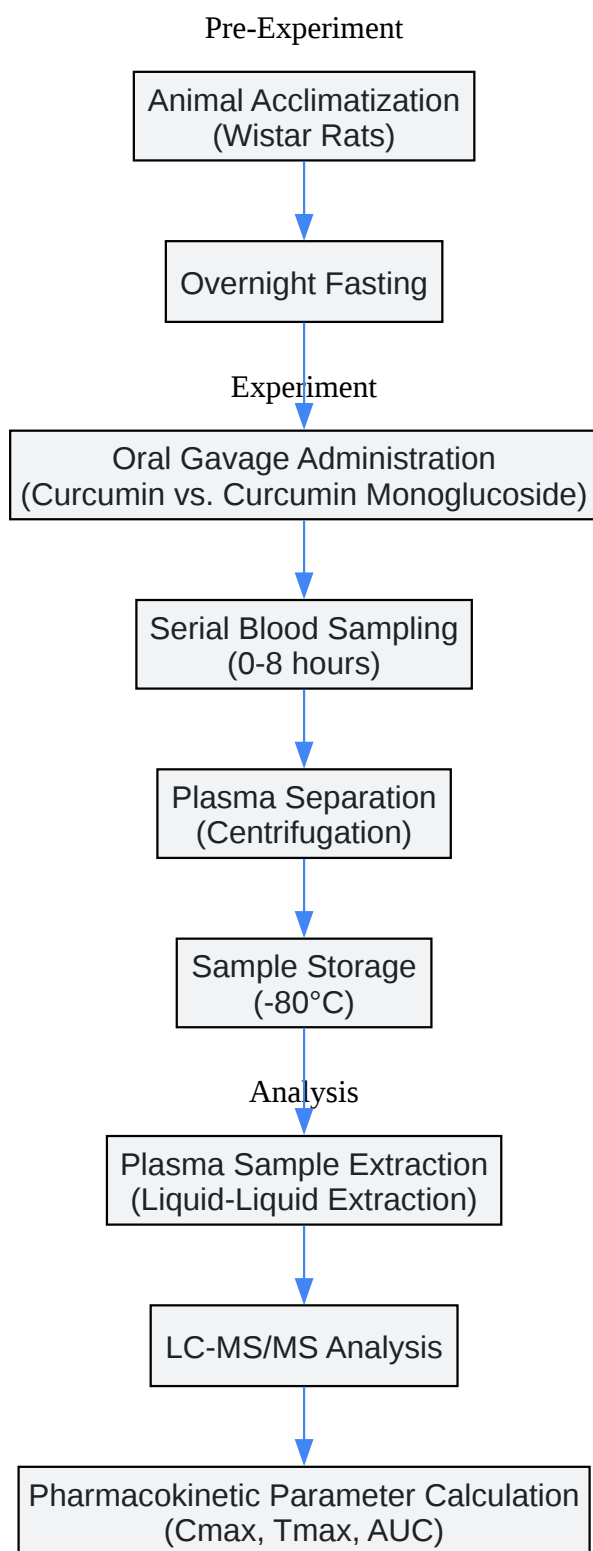 Pre-Experiment
Animal Acclimatization
(Wistar Rats)
Overnight Fasting
Experiment
Oral Gavage Administration
(Curcumin vs. Curcumin Monoglucoside)
Serial Blood Sampling
(0-8 hours)
Plasma Separation
(Centrifugation)
Sample Storage
(-80°C)
Analysis
Plasma Sample Extraction
(Liquid-Liquid Extraction)
LC-MS/MS Analysis
Pharmacokinetic Parameter Calculation
(Cmax, Tmax, AUC)